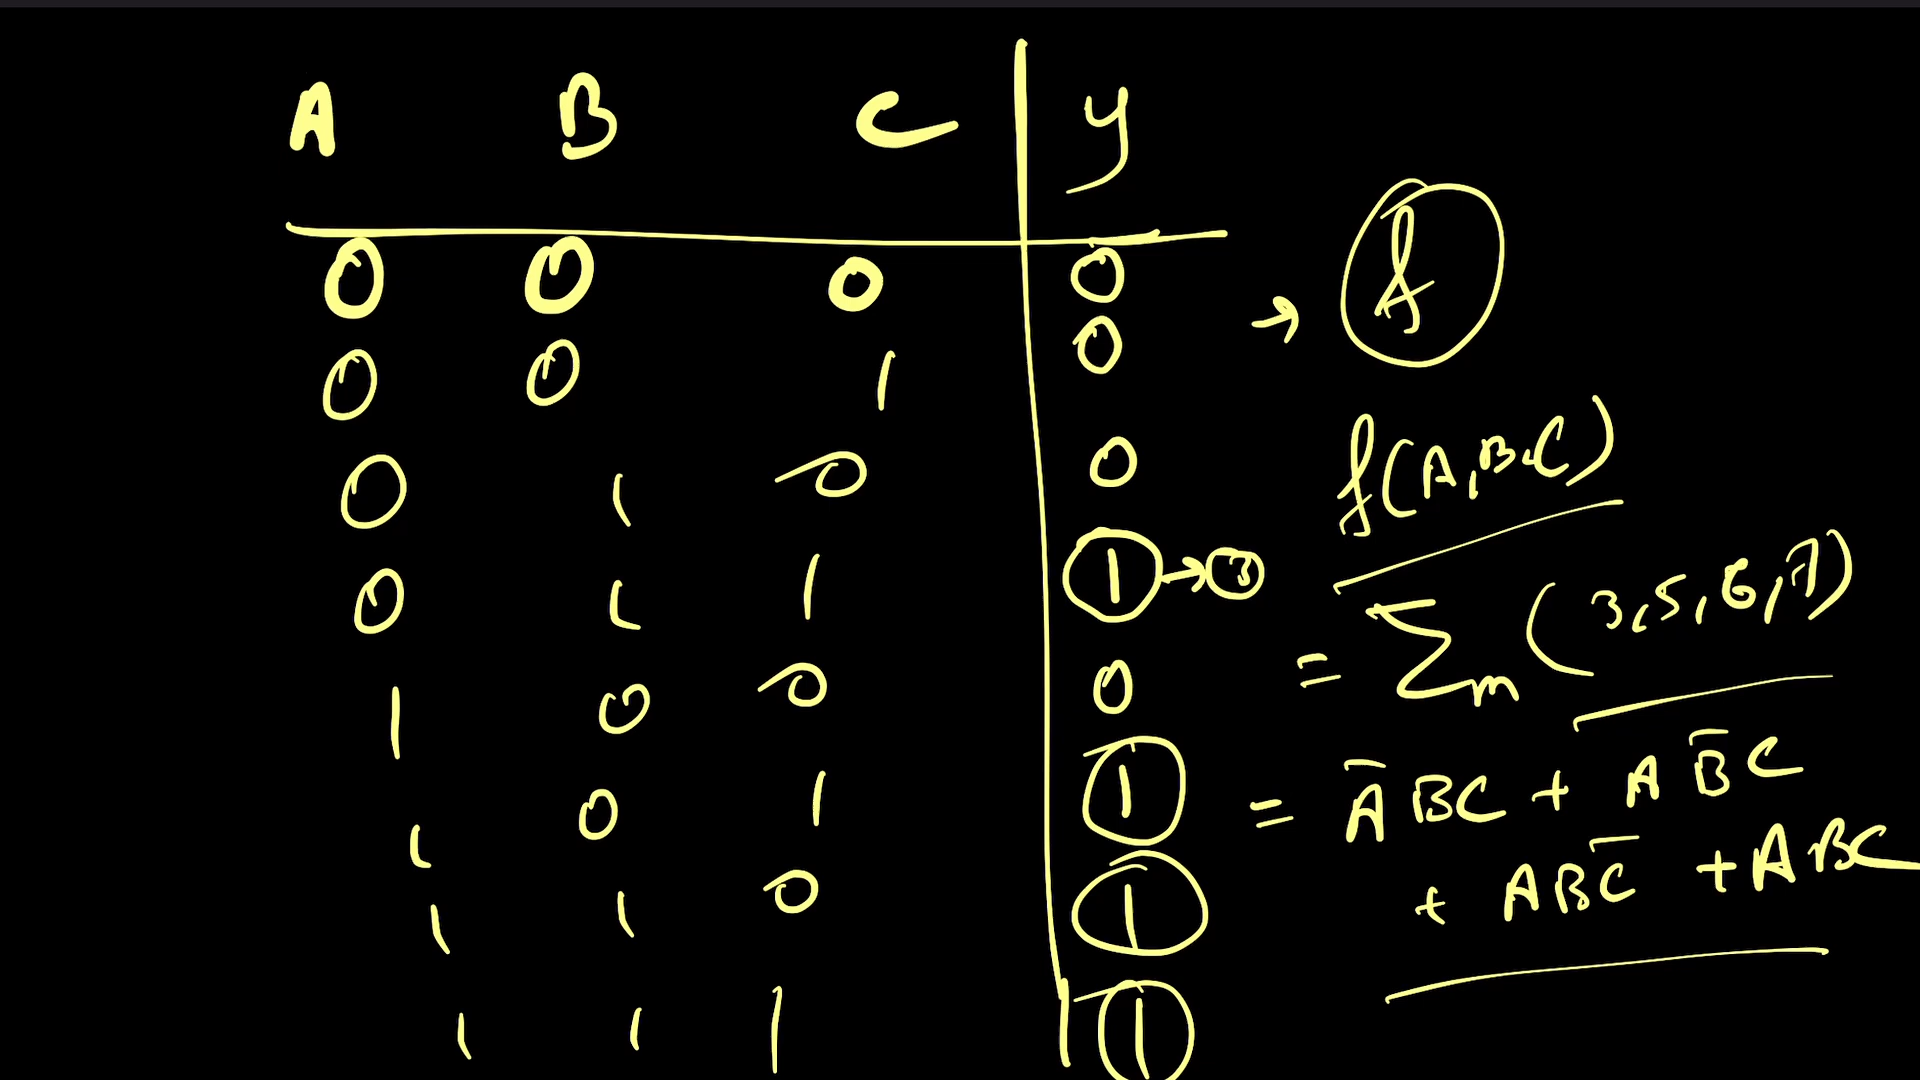 A B C y
0 0 0 0
0 0 1 0
0 1 0 0
0 1 1 1 → 3
1 0 0 0
1 0 1 1
1 1 0 1
1 1 1 1
→ f
f(A,B,C)
= Σm (3,5,6,7)
= A̅BC + AB̅C
+ ABC̅ + ABC